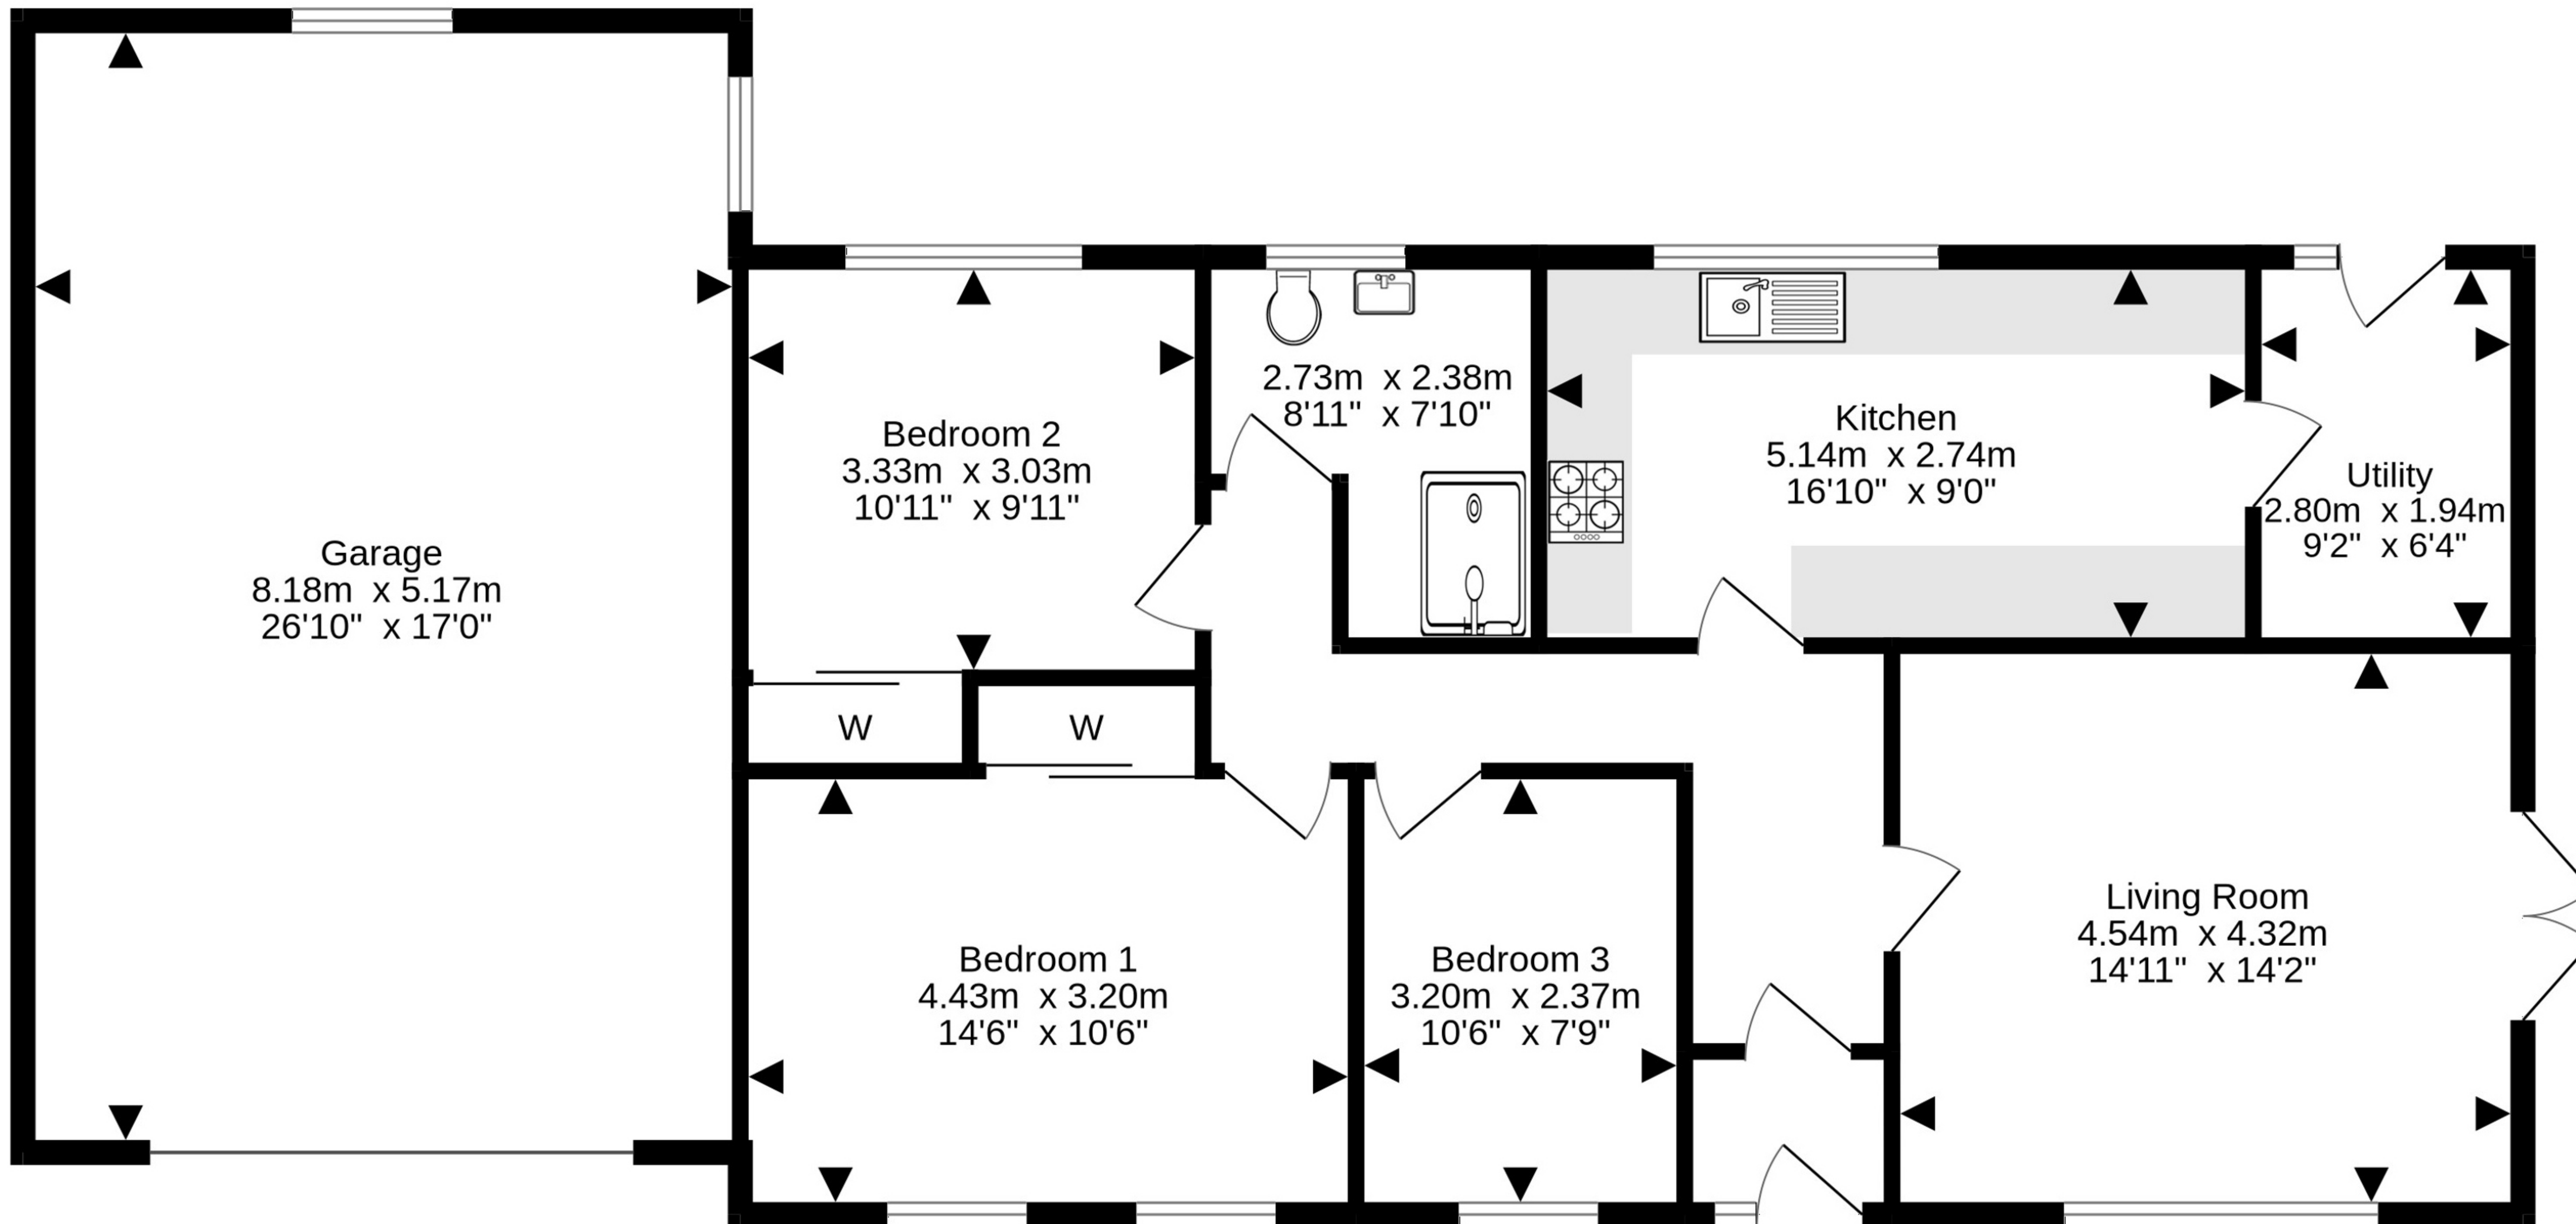 Garage
8.18m x 5.17m
26'10" x 17'0"
Bedroom 2
3.33m x 3.03m
10'11" x 9'11"
2.73m x 2.38m
8'11" x 7'10"
Kitchen
5.14m x 2.74m
16'10" x 9'0"
Utility
2.80m x 1.94m
9'2" x 6'4"
W
W
Bedroom 1
4.43m x 3.20m
14'6" x 10'6"
Bedroom 3
3.20m x 2.37m
10'6" x 7'9"
Living Room
4.54m x 4.32m
14'11" x 14'2"